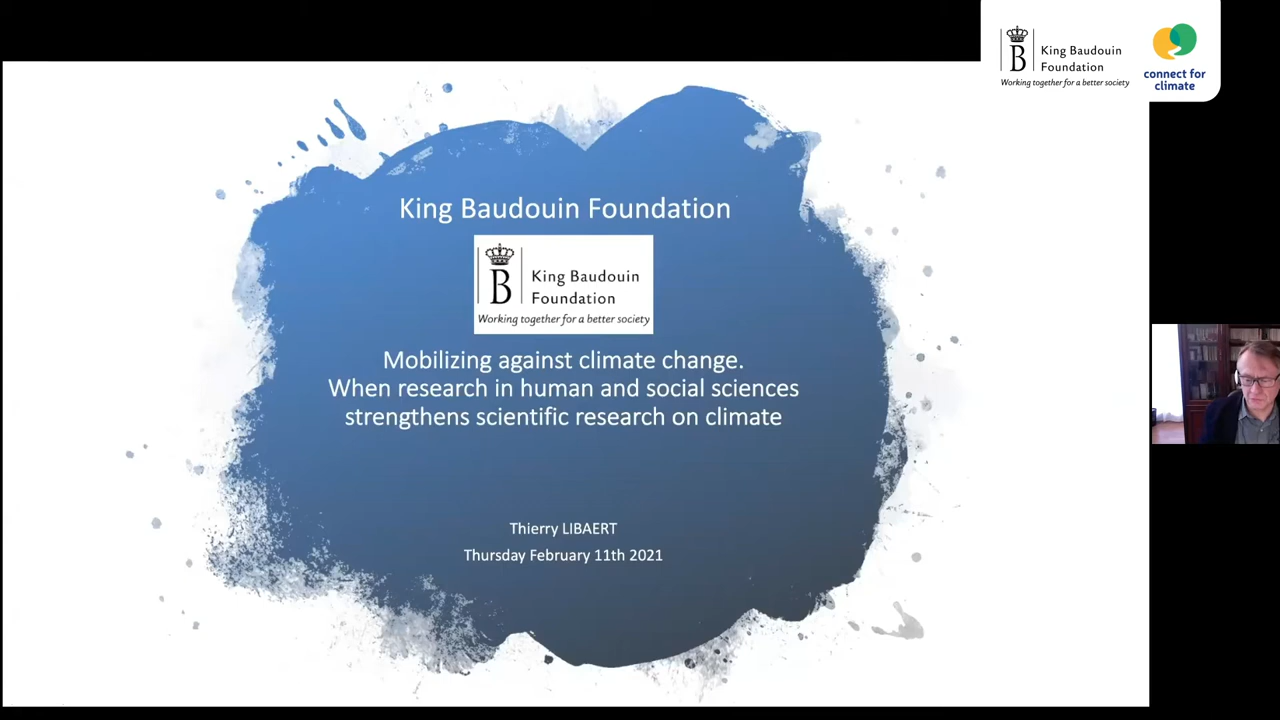 B
King Baudouin
Foundation
Working together for a better society
connect for
climate
King Baudouin Foundation
B
King Baudouin
Foundation
Working together for a better society
Mobilizing against climate change.
When research in human and social sciences
strengthens scientific research on climate
Thierry LIBAERT
Thursday February 11th 2021